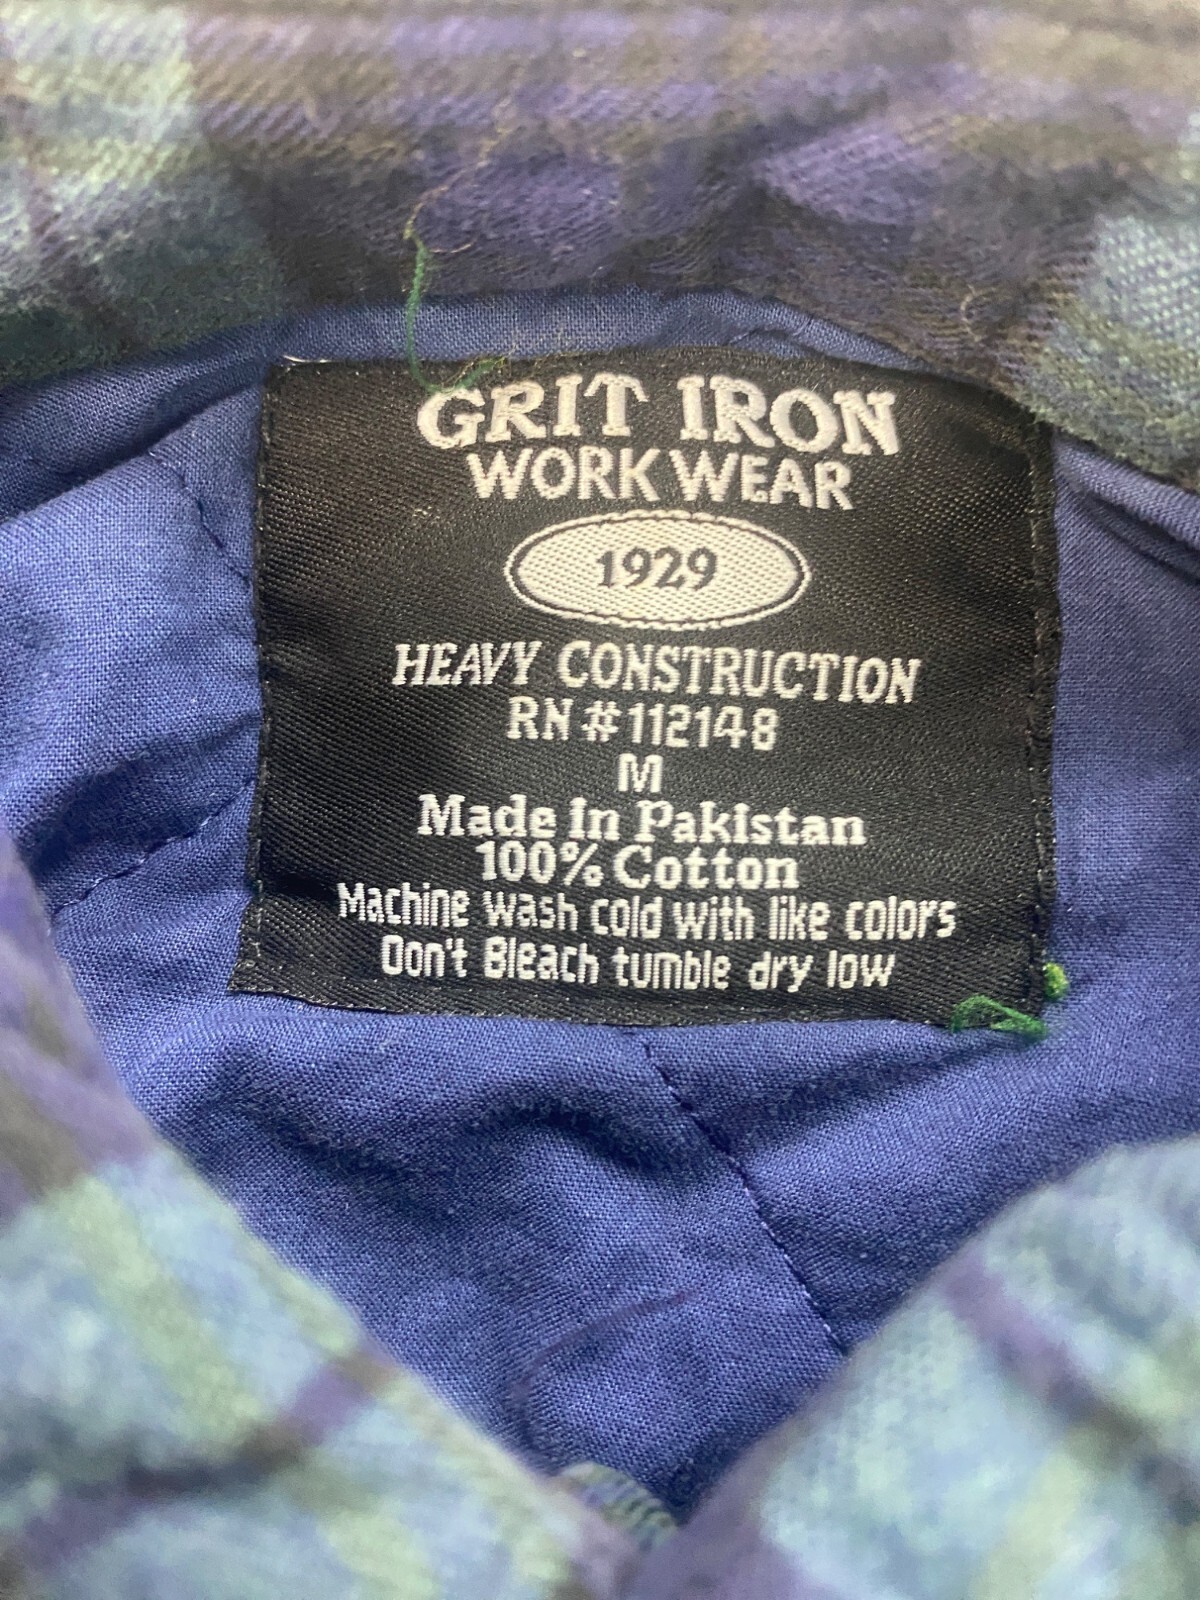 GRIT IRON
WORK WEAR
1929
HEAVY CONSTRUCTION
RN #112148
M
Made In Pakistan
100% Cotton
Machine wash cold with like colors
Don't Bleach tumble dry low